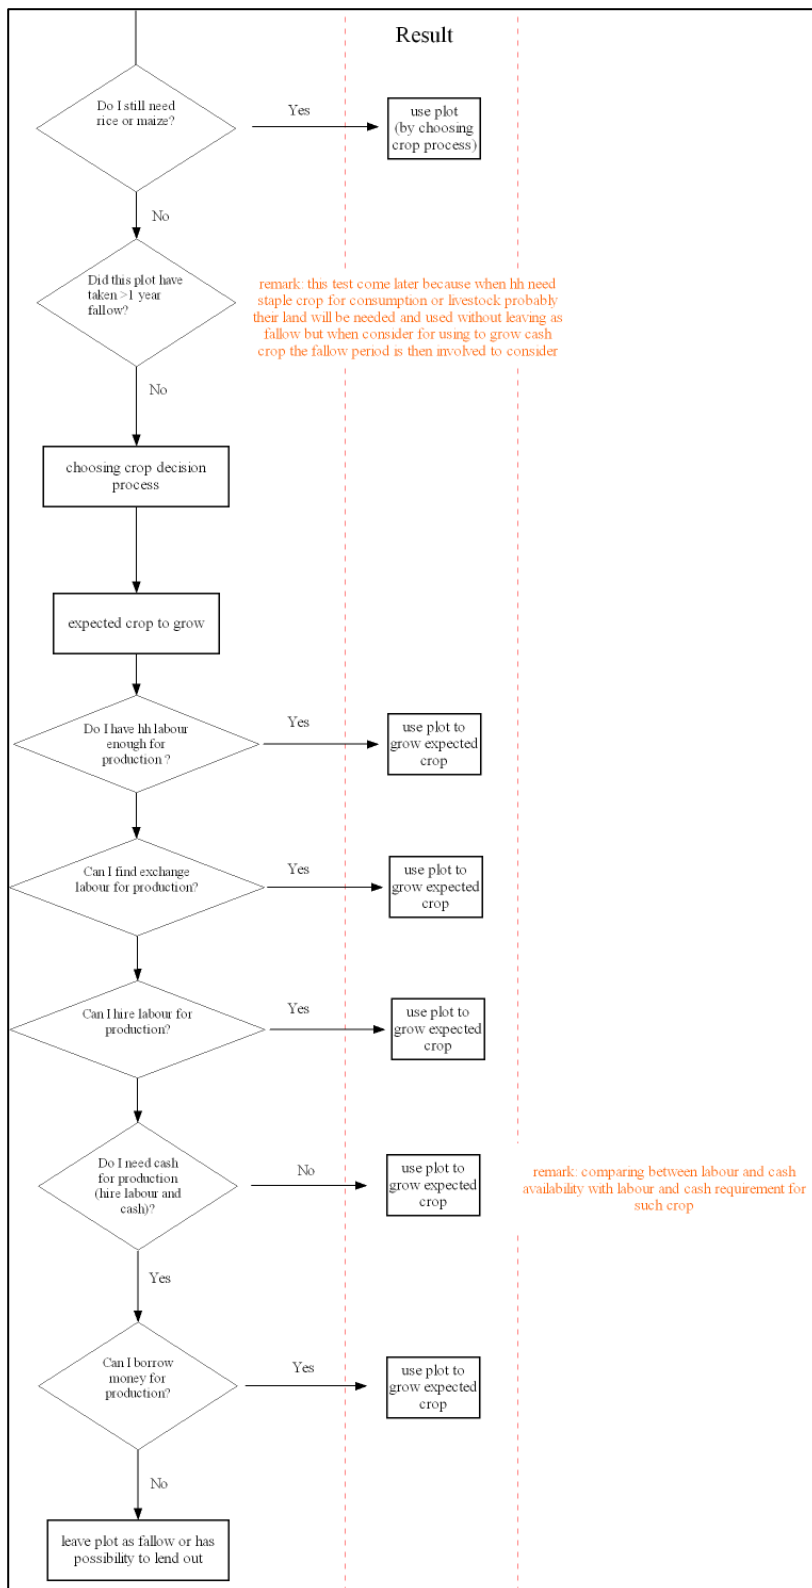 Result
Do I still need
rice or maize?
Yes
use plot
(by choosing
crop process)
No
Did this plot have
taken >1 year
fallow?
remark: this test come later because when hh need
staple crop for consumption or livestock probably
their land will be needed and used without leaving as
fallow but when consider for using to grow cash
crop the fallow period is then involved to consider
No
choosing crop decision
process
expected crop to grow
Do I have hh labour
enough for
production ?
Yes
use plot to
grow expected
crop
Can I find exchange
labour for production?
Yes
use plot to
grow expected
crop
Can I hire labour for
production?
Yes
use plot to
grow expected
crop
Do I need cash
for production
(hire labour and
cash)?
No
use plot to
grow expected
crop
remark: comparing between labour and cash
availability with labour and cash requirement for
such crop
Yes
Can I borrow
money for
production?
Yes
use plot to
grow expected
crop
No
leave plot as fallow or has
possibility to lend out